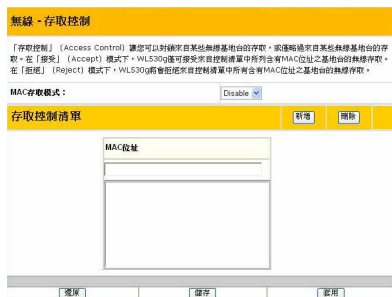 無線 - 存取控制
「存取控制」（Access Control）讓您可以封鎖來自某些無線基地台的存取，或僅略過來自某些無線基地台的存
取。在「接受」（Accept）模式下，WL530g僅可接受來自控制清單中所列含有MAC位址之基地台的無線存取。
在「拒絕」（Reject）模式下，WL530g將會拒絕來自控制清單中所有含有MAC位址之基地台的無線存取。
MAC存取模式： Disable
存取控制清單 新增 刪除
MAC位址
還原 儲存 套用